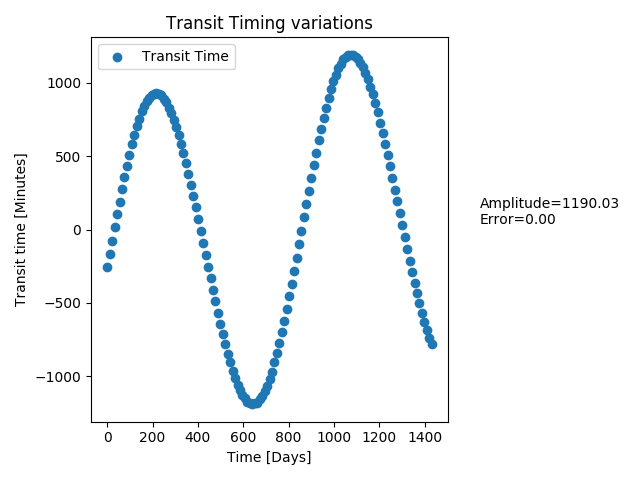 Transit Timing variations
Transit Time
Transit time [Minutes]
1000
500
0
−500
−1000
0 200 400 600 800 1000 1200 1400
Time [Days]
Amplitude=1190.03
Error=0.00